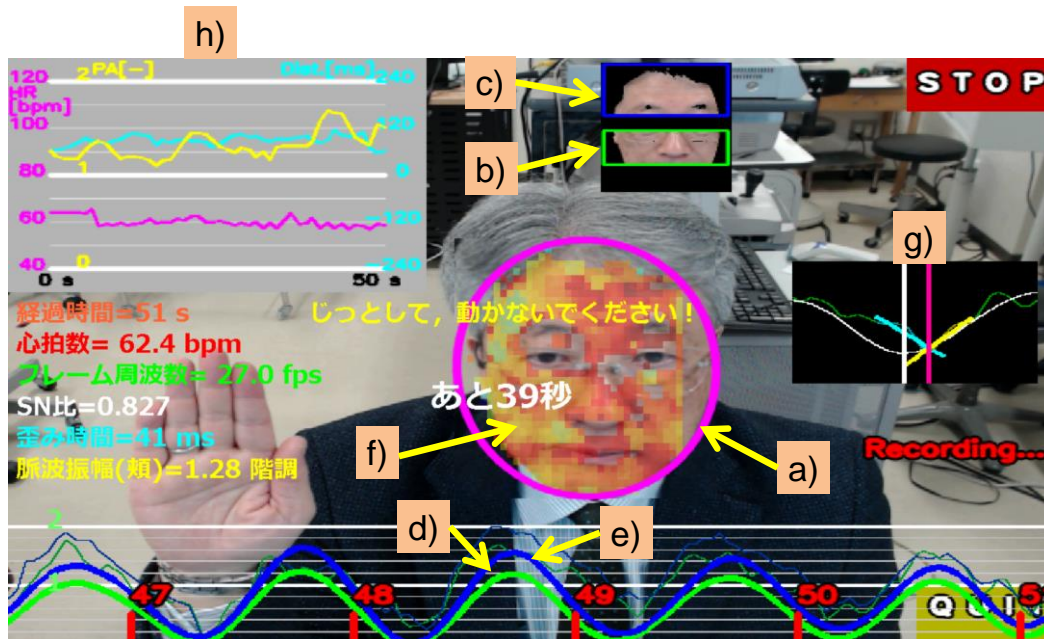 h)
120 2 PA[-] Dist.[ms] 240
HR
[bpm]
c)
STOP
100 120
80 1 0
b)
60 -120
g)
40 0 -240
0 s 50 s
経過時間=51 s
じっとして，動かないでください！
心拍数= 62.4 bpm
フレーム周波数= 27.0 fps
SN比=0.827
あと39秒
歪み時間=41 ms
f)
a)
Recording...
脈波振幅(頬)=1.28 階調
d)
e)
2
47 48 49 50 5